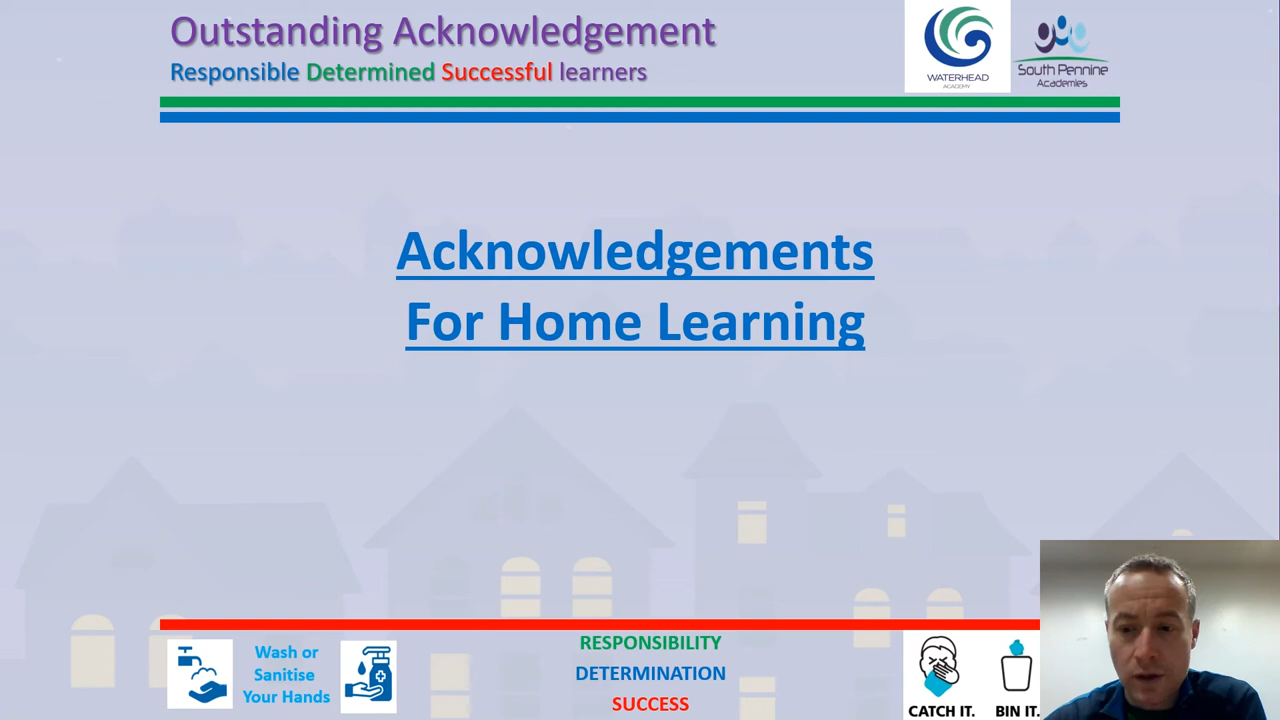 Outstanding Acknowledgement
Responsible Determined Successful learners
WATERHEAD
ACADEMY
South Pennine
Academies
Acknowledgements
For Home Learning
Wash or
Sanitise
Your Hands
RESPONSIBILITY
DETERMINATION
SUCCESS
CATCH IT.
BIN IT.